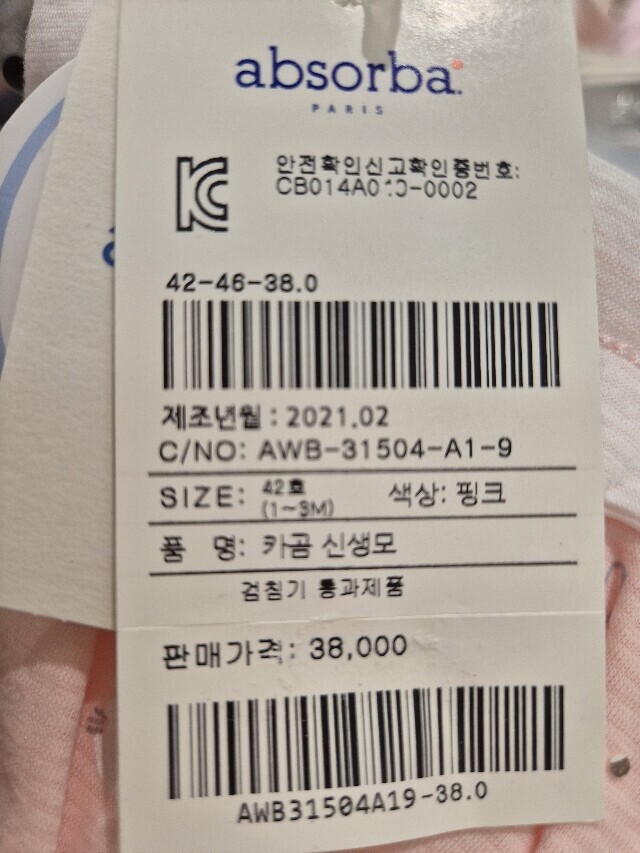 absorba
PARIS
안전확인신고확인증번호:
42-46-38.0
제조년월 : 2021.02
C/NO: AWB-31504-A1-9
SIZE: 42호 (1~3M) 색상: 핑크
품 명: 카곰 신생모
검침기 통과제품
판매가격: 38,000
AWB31504A19-38.0